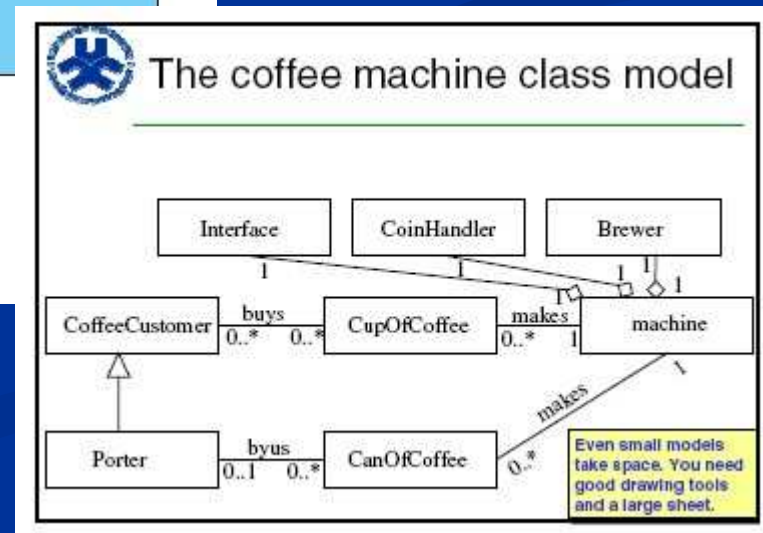 The coffee machine class model
Interface
CoinHandler
Brewer
1
1
1
1
1
1
CoffeeCustomer
buys
0..*
0..*
CupOfCoffee
makes
0..*
1
machine
1
makes
0..*
Porter
byus
0..1
0..*
CanOfCoffee
Even small models
take space. You need
good drawing tools
and a large sheet.